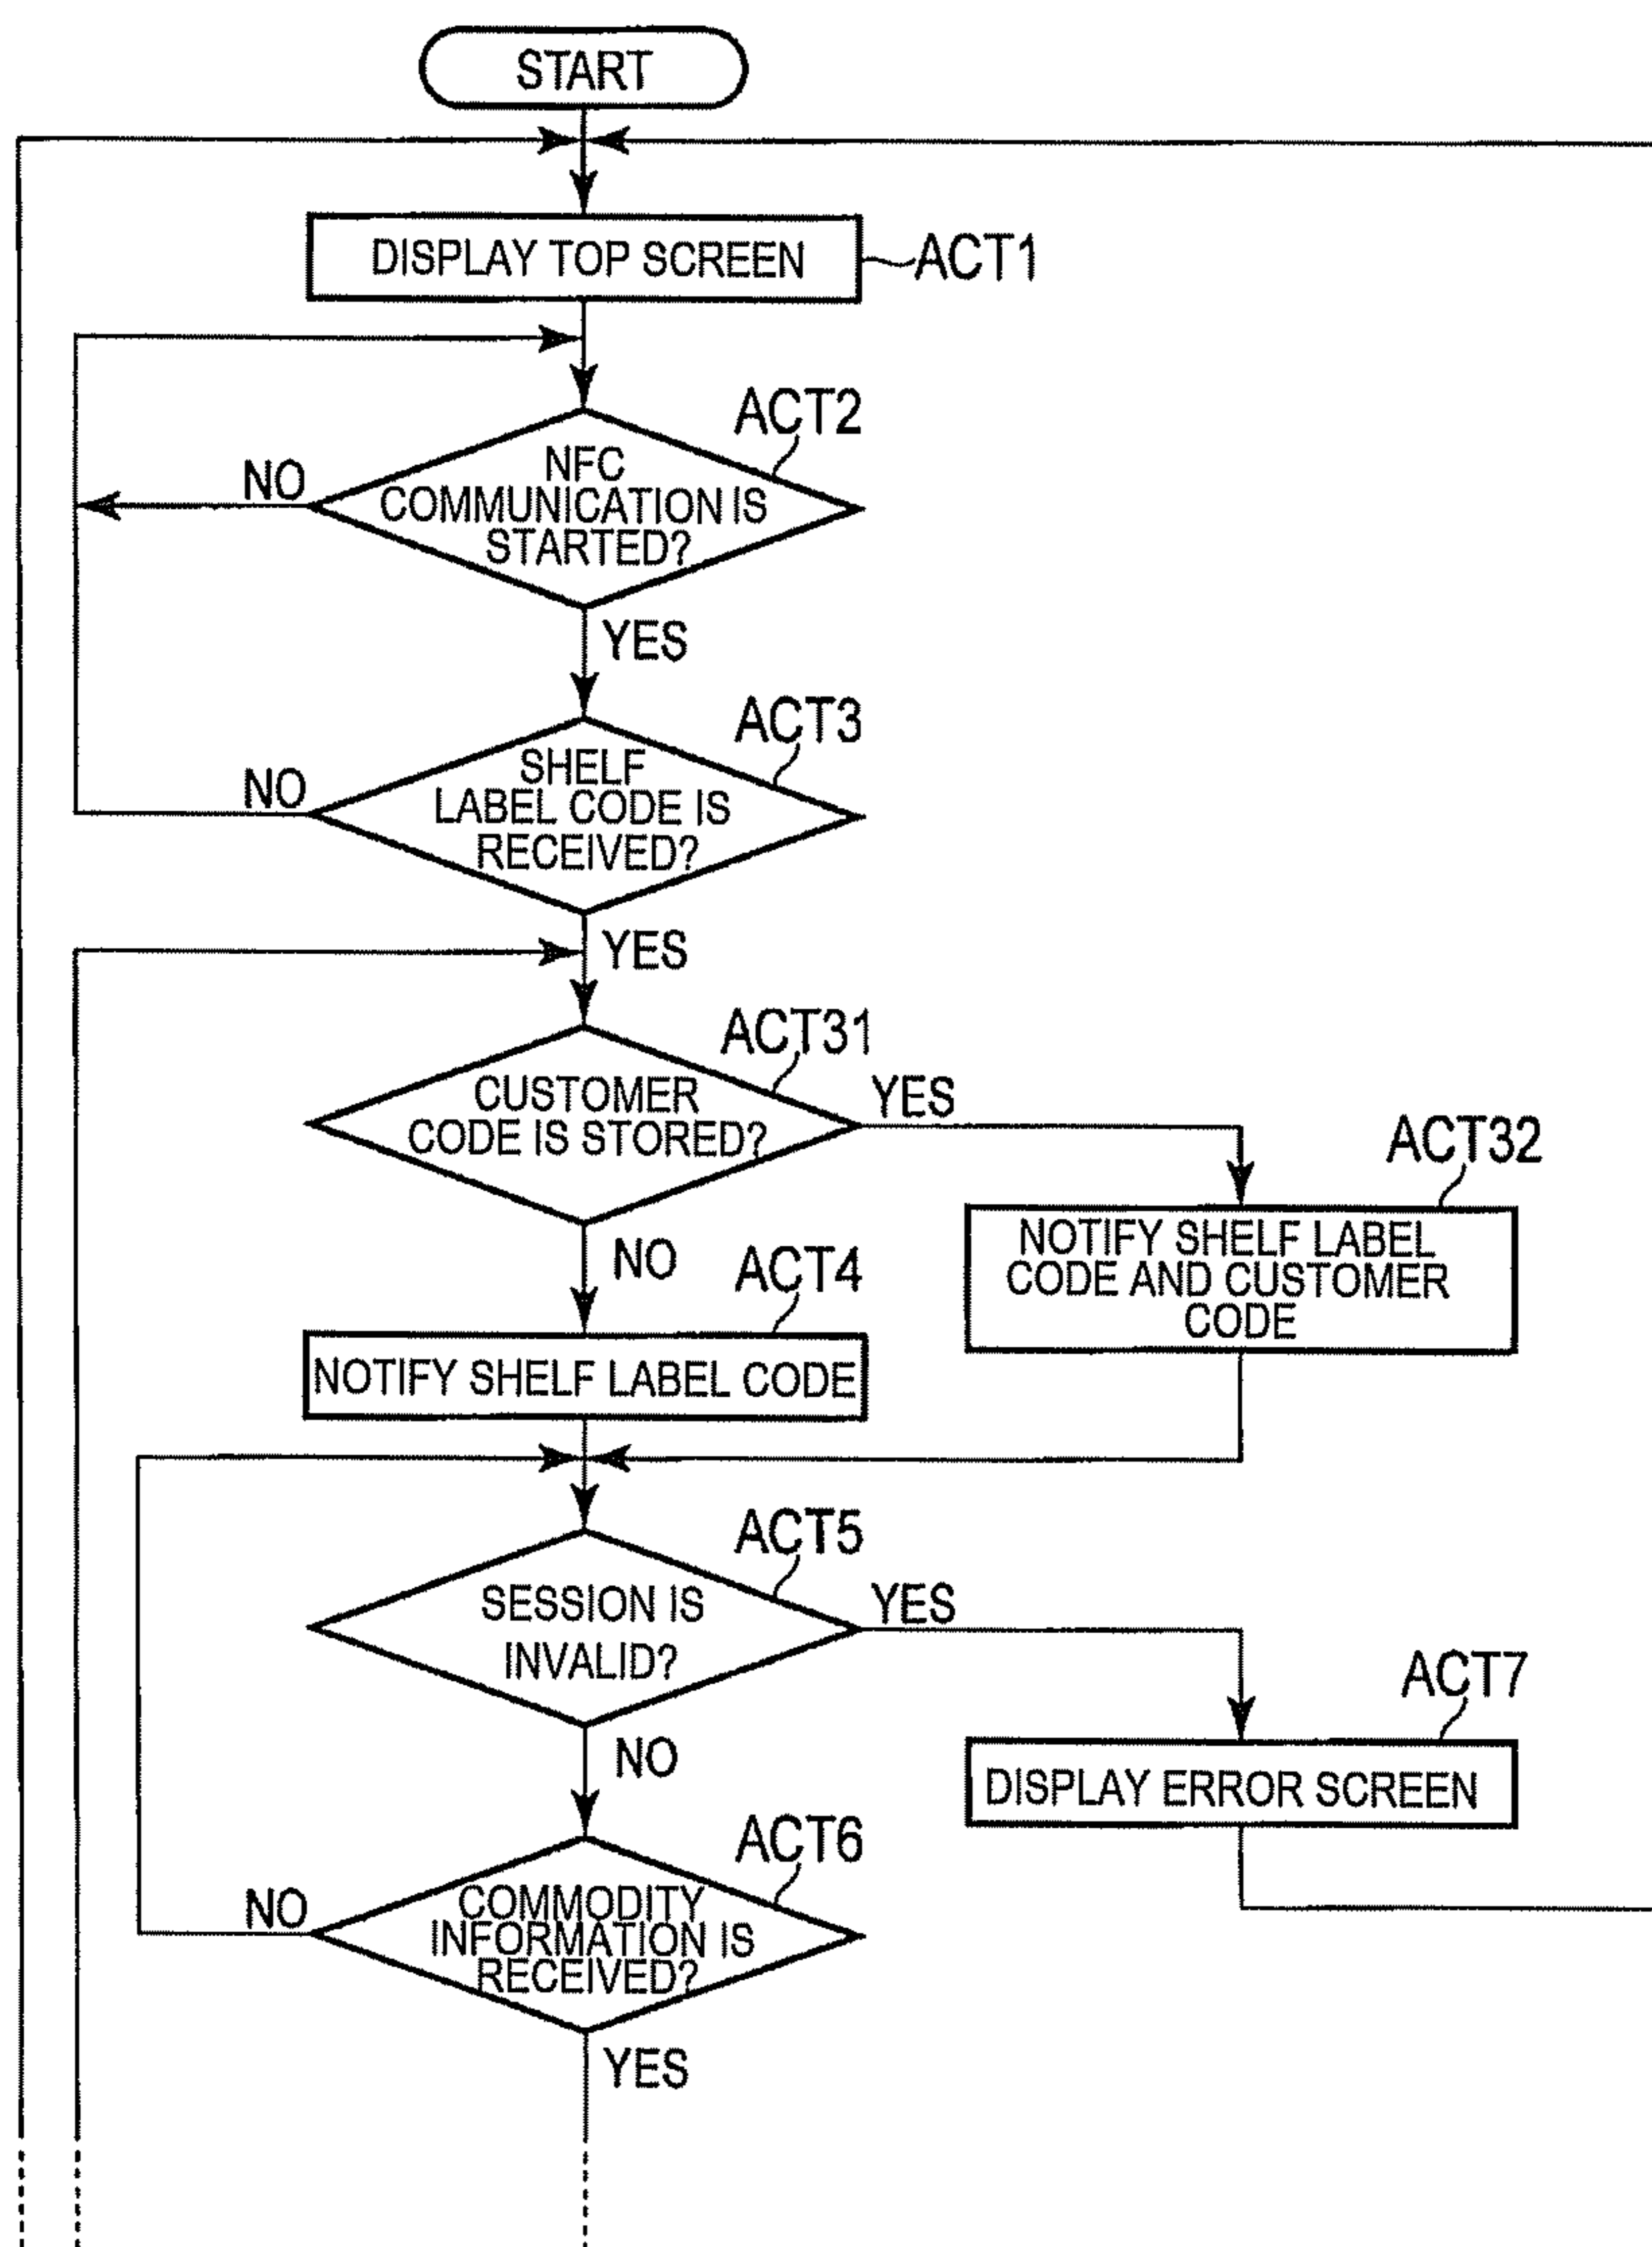 START
DISPLAY TOP SCREEN
ACT1
ACT2
NFC
COMMUNICATION IS
STARTED?
NO
YES
ACT3
SHELF
LABEL CODE IS
RECEIVED?
NO
YES
ACT31
CUSTOMER
CODE IS STORED?
YES
NO
ACT32
NOTIFY SHELF LABEL
CODE AND CUSTOMER
CODE
ACT4
NOTIFY SHELF LABEL CODE
ACT5
SESSION IS
INVALID?
YES
NO
ACT7
DISPLAY ERROR SCREEN
ACT6
COMMODITY
INFORMATION IS
RECEIVED?
NO
YES